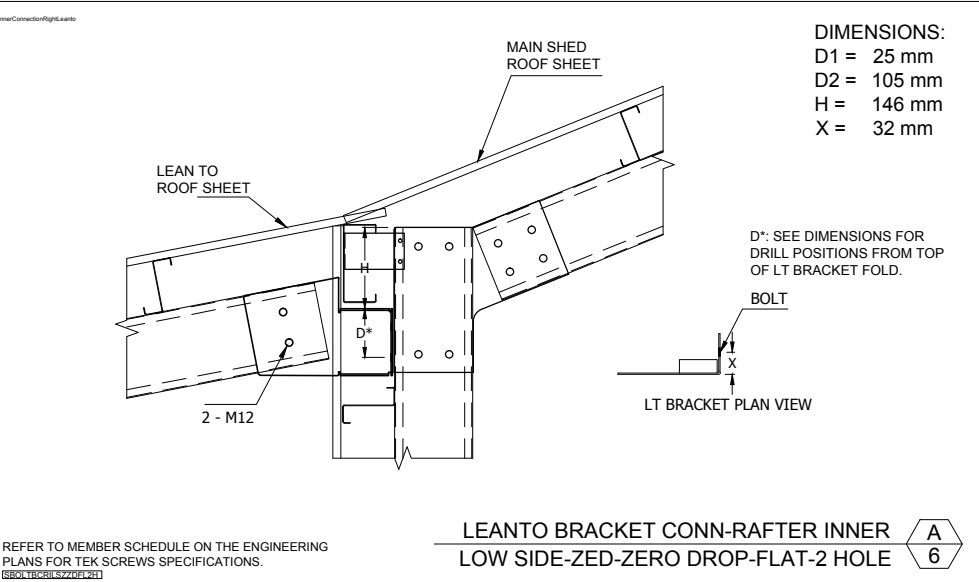 nnerConnectionRightLeanto
DIMENSIONS:
D1 = 25 mm
D2 = 105 mm
H = 146 mm
X = 32 mm
MAIN SHED
ROOF SHEET
LEAN TO
ROOF SHEET
H
D*
2 - M12
D*: SEE DIMENSIONS FOR
DRILL POSITIONS FROM TOP
OF LT BRACKET FOLD.
BOLT
X
LT BRACKET PLAN VIEW
REFER TO MEMBER SCHEDULE ON THE ENGINEERING
PLANS FOR TEK SCREWS SPECIFICATIONS.
SBOLTBCRILSZZDFL2H
LEANTO BRACKET CONN-RAFTER INNER
LOW SIDE-ZED-ZERO DROP-FLAT-2 HOLE
A
6